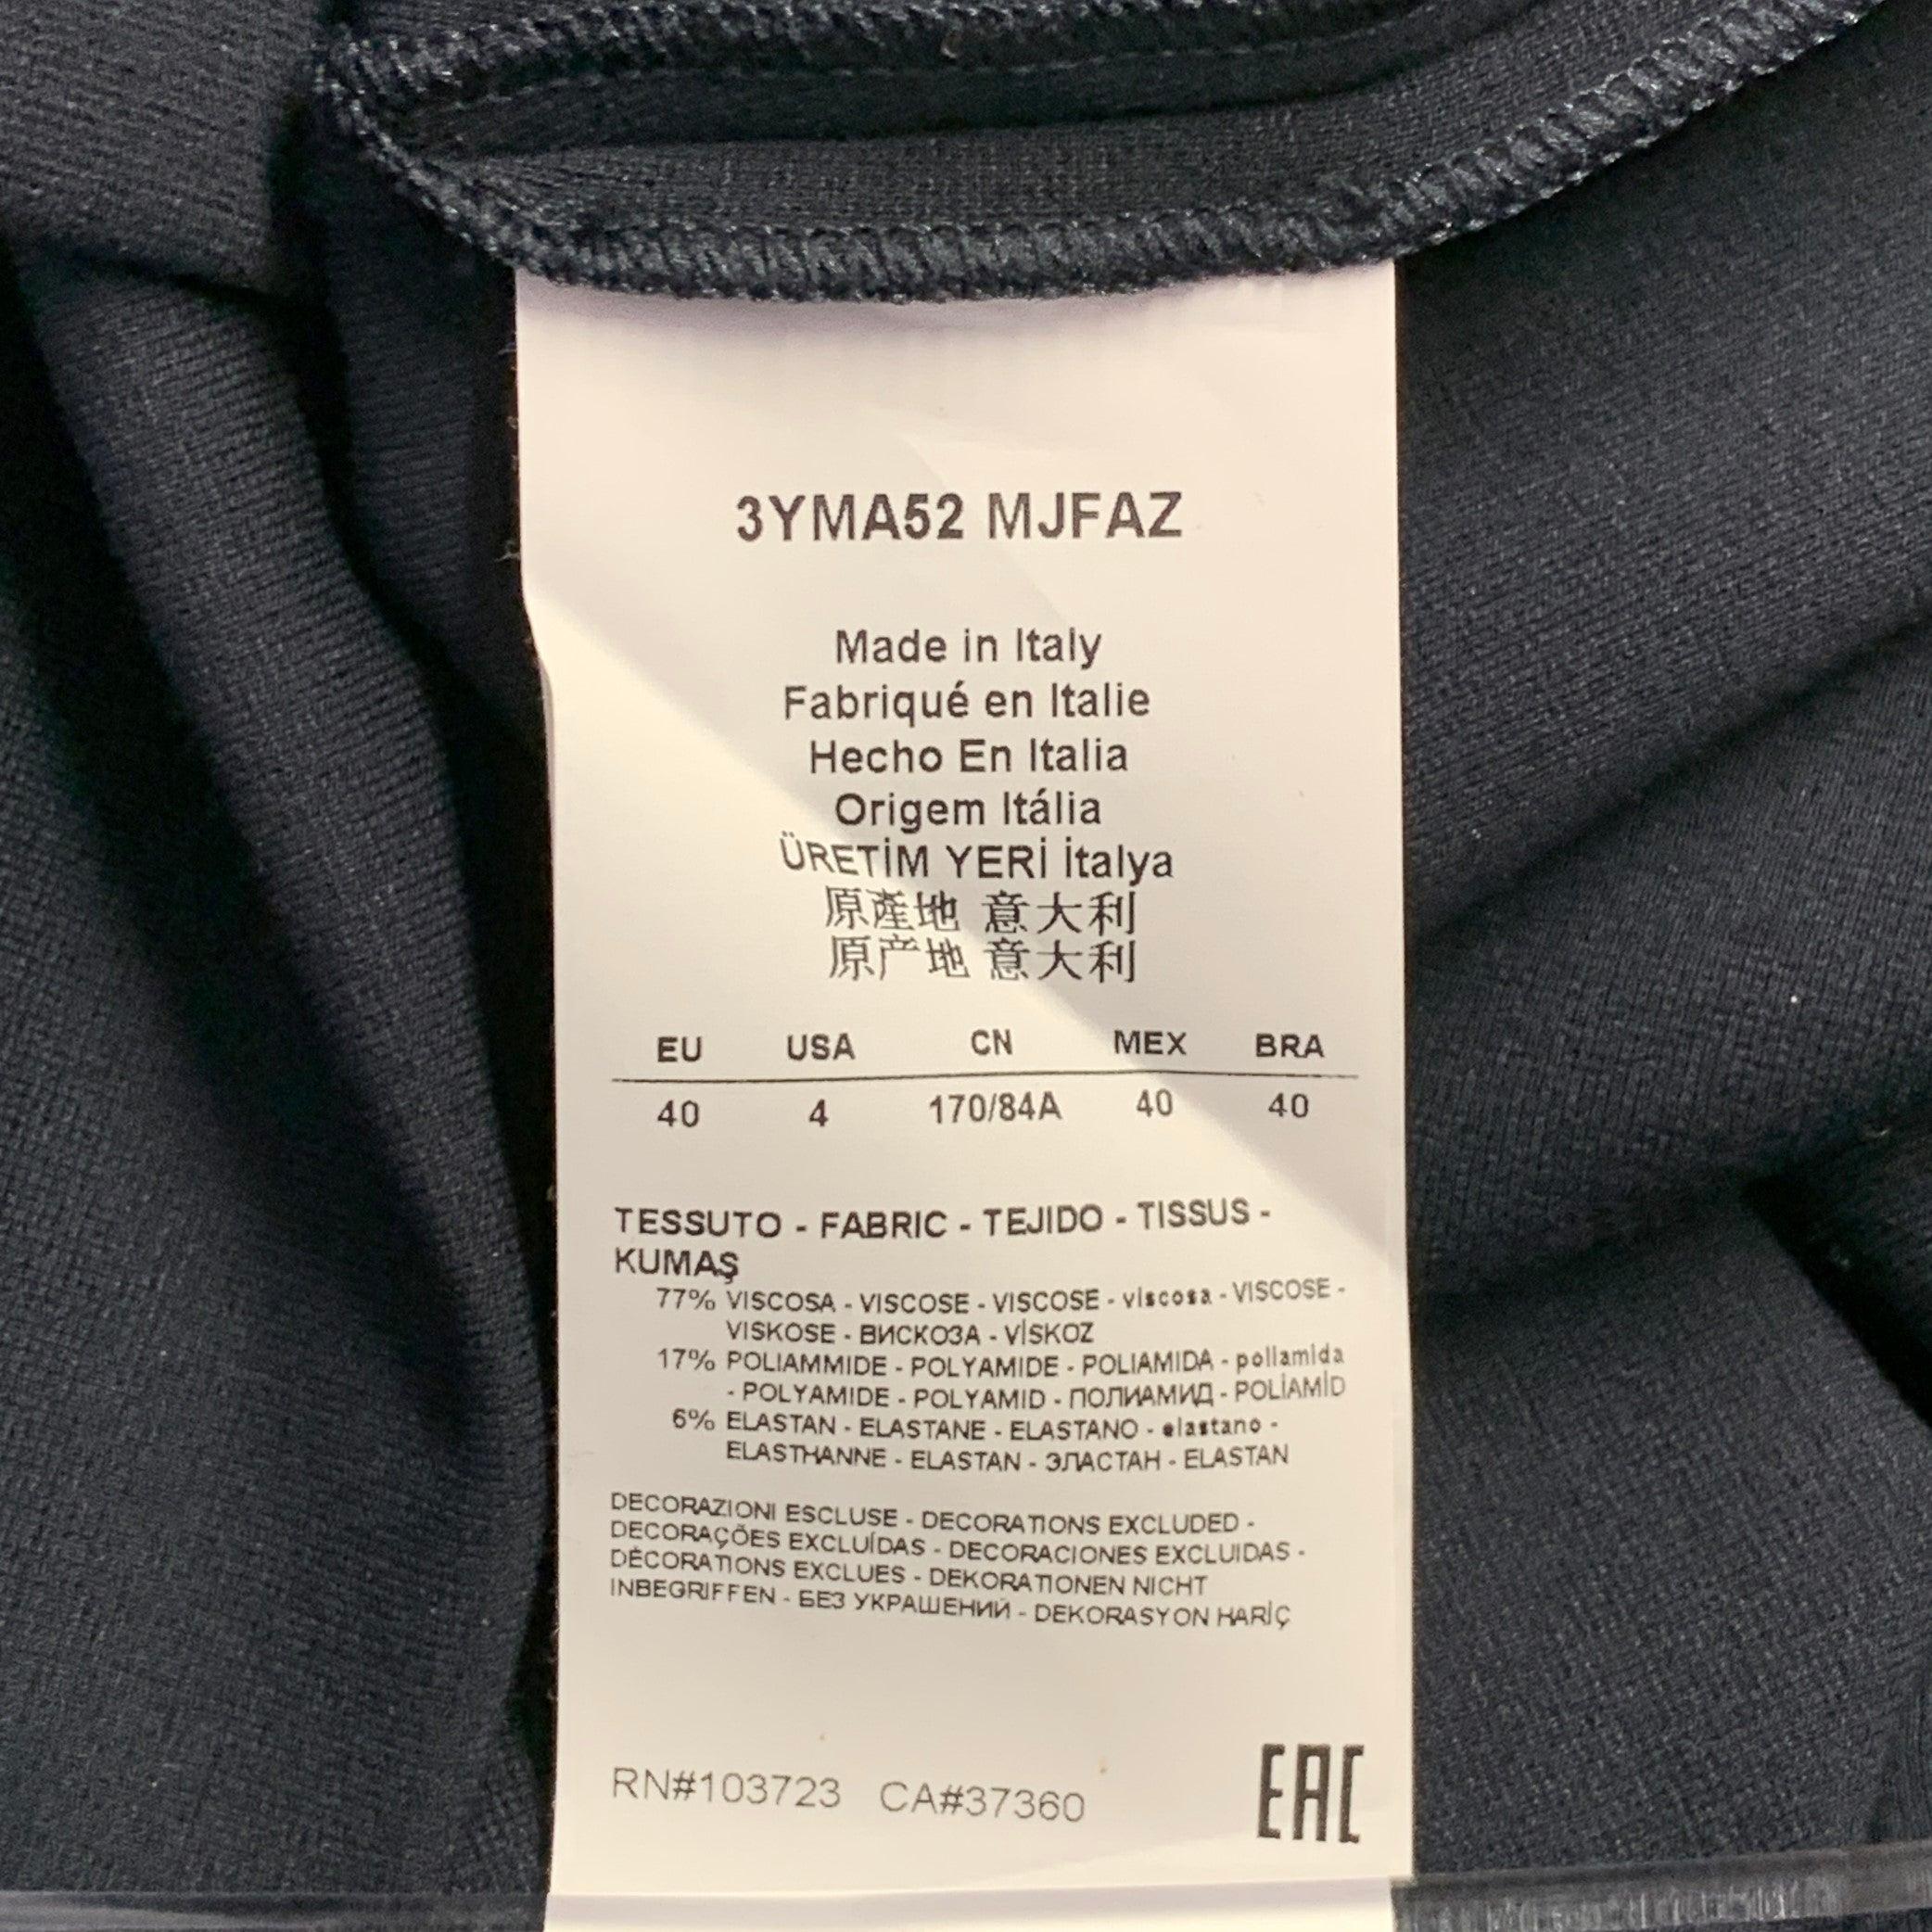 3YMA52 MJFAZ
Made in Italy
Fabriqué en Italie
Hecho En Italia
Origem Itália
ÜRETİM YERİ İtalya
原產地 意大利
原产地 意大利
EU USA CN MEX BRA
40 4 170/84A 40 40
TESSUTO - FABRIC - TEJIDO - TISSUS -
KUMAŞ
77% VISCOSA - VISCOSE - VISCOSE - viscosa - VISCOSE -
VISKOSE - ВИСКОЗА - VİSKOZ
17% POLIAMMIDE - POLYAMIDE - POLIAMIDA - poliamida
- POLYAMIDE - POLYAMID - ПОЛИАМИД - POLİAMİD
6% ELASTAN - ELASTANE - ELASTANO - elastano -
ELASTHANNE - ELASTAN - ЭЛАСТАН - ELASTAN
DECORAZIONI ESCLUSE - DECORATIONS EXCLUDED -
DECORAÇÕES EXCLUÍDAS - DECORACIONES EXCLUIDAS -
DÉCORATIONS EXCLUES - DEKORATIONEN NICHT
INBEGRIFFEN - БЕЗ УКРАШЕНИЙ - DEKORASYON HARİÇ
RN#103723 CA#37360
EAC